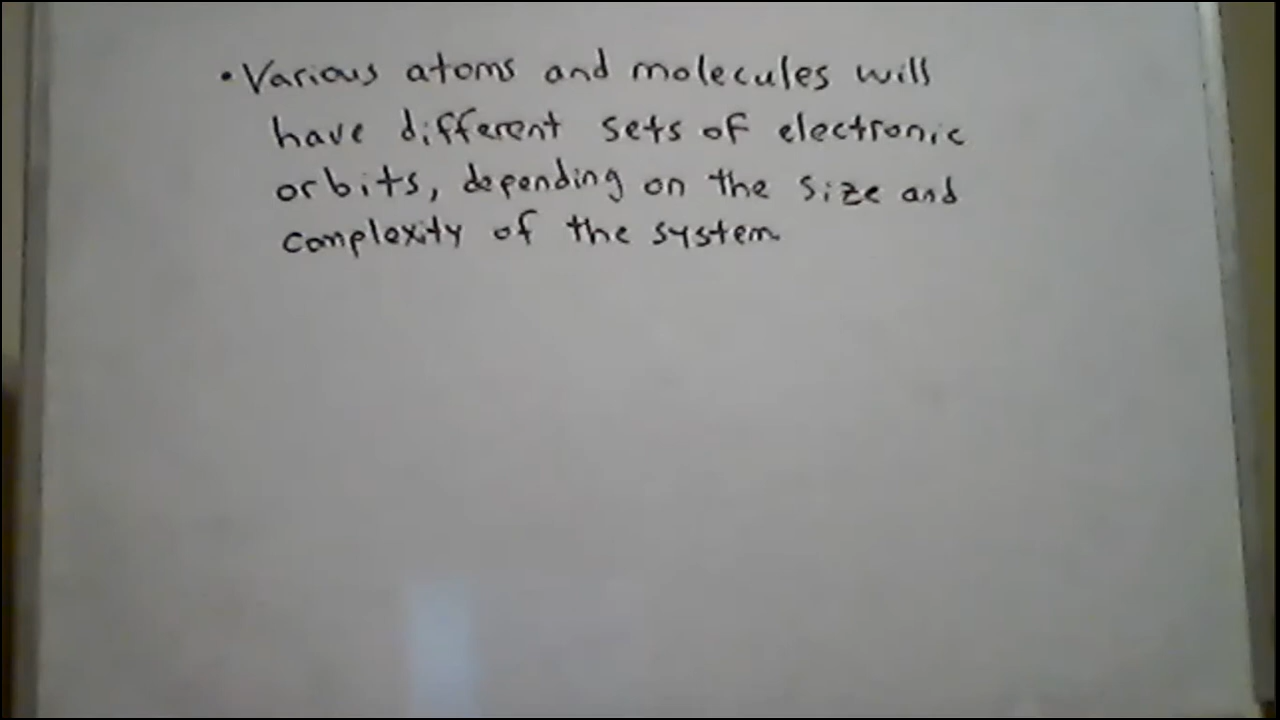 • Various atoms and molecules will
have different sets of electronic
orbits, depending on the size and
complexity of the system.